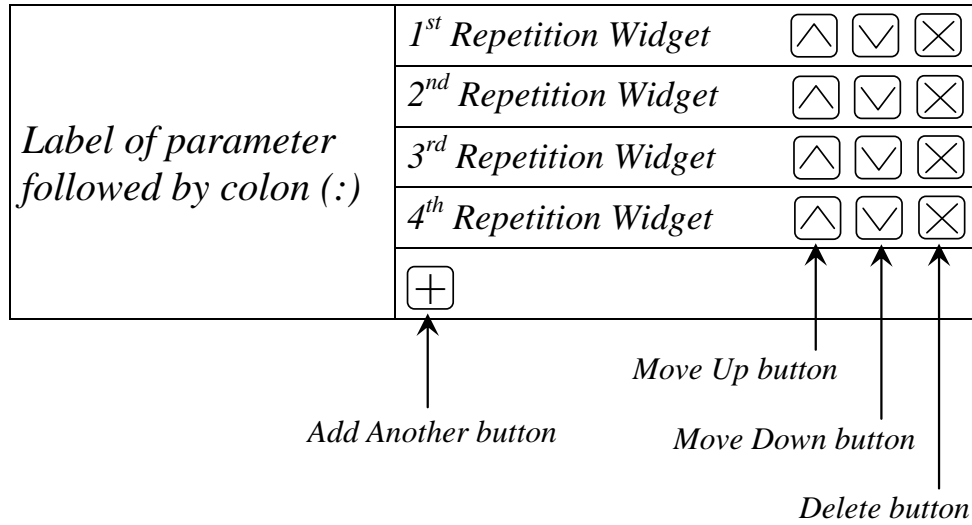 1st Repetition Widget
2nd Repetition Widget
Label of parameter
followed by colon (:)
3rd Repetition Widget
4th Repetition Widget
Move Up button
Add Another button
Move Down button
Delete button